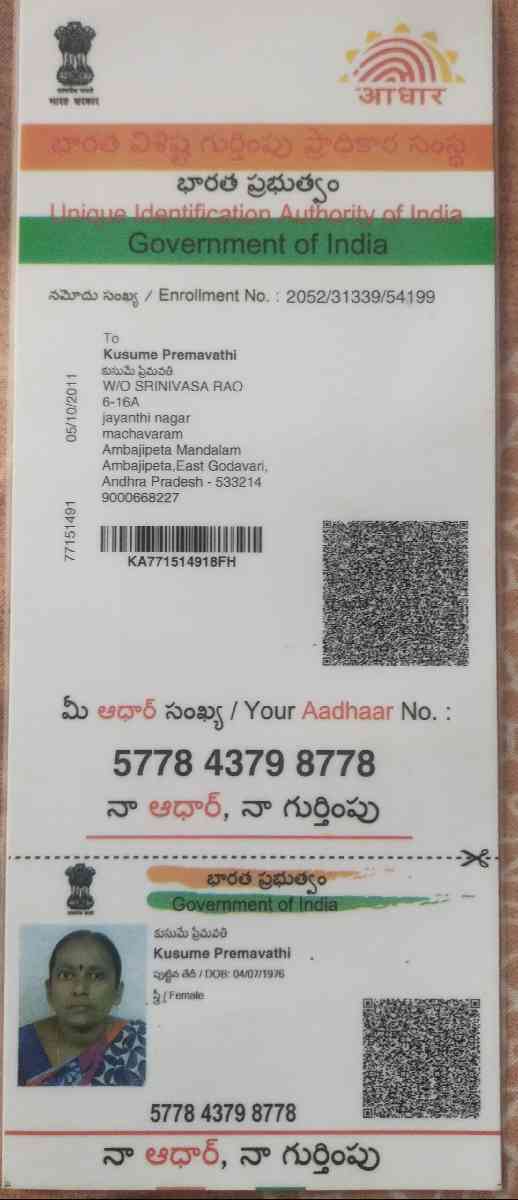 भारत सरकार
आधार
భారత విశిష్ట గుర్తింపు ప్రాధికార సంస్థ
భారత ప్రభుత్వం
Unique Identification Authority of India
Government of India
నమోదు సంఖ్య / Enrollment No. : 2052/31339/54199
To
Kusume Premavathi
కుసుమే ప్రేమవతి
W/O SRINIVASA RAO
6-16A
jayanthi nagar
machavaram
Ambajipeta Mandalam
Ambajipeta,East Godavari,
Andhra Pradesh - 533214
9000668227
05/10/2011
77151491
KA771514918FH
మీ ఆధార్ సంఖ్య / Your Aadhaar No. :
5778 4379 8778
నా ఆధార్, నా గుర్తింపు
భారత ప్రభుత్వం
Government of India
కుసుమే ప్రేమవతి
Kusume Premavathi
పుట్టిన తేదీ / DOB: 04/07/1976
స్త్రీ / Female
5778 4379 8778
నా ఆధార్, నా గుర్తింపు